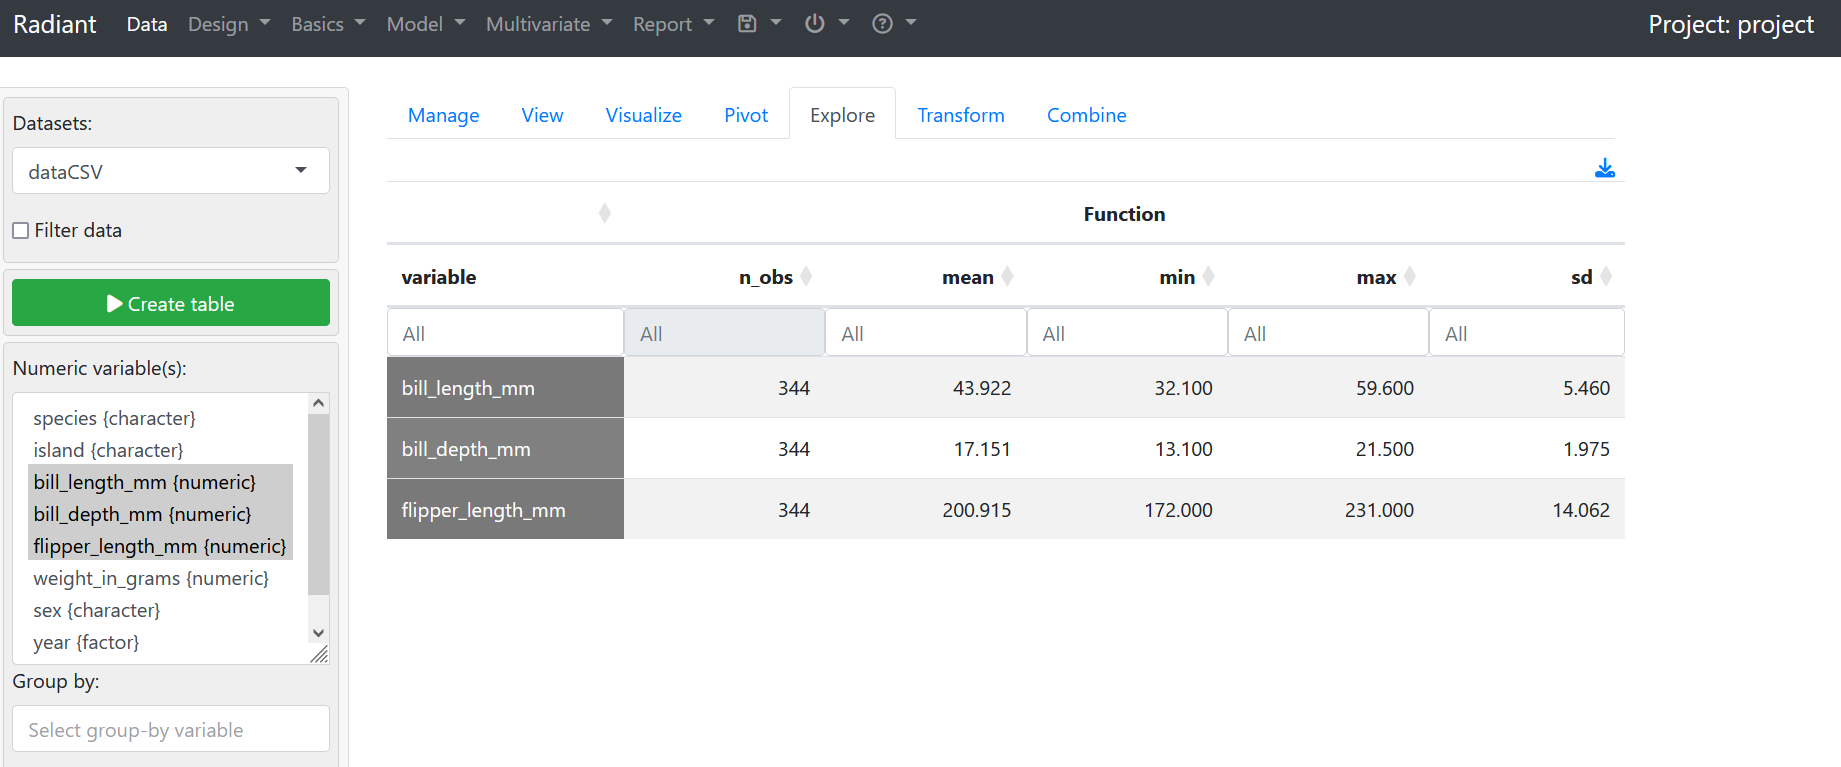 Radiant Data Design Basics Model Multivariate Report Project: project
Manage View Visualize Pivot Explore Transform Combine
Datasets:
dataCSV
Filter data
Create table
Numeric variable(s):
species {character}
island {character}
bill_length_mm {numeric}
bill_depth_mm {numeric}
flipper_length_mm {numeric}
weight_in_grams {numeric}
sex {character}
year {factor}
Group by:
Select group-by variable
Function
variable n_obs mean min max sd
All All All All All All
bill_length_mm 344 43.922 32.100 59.600 5.460
bill_depth_mm 344 17.151 13.100 21.500 1.975
flipper_length_mm 344 200.915 172.000 231.000 14.062